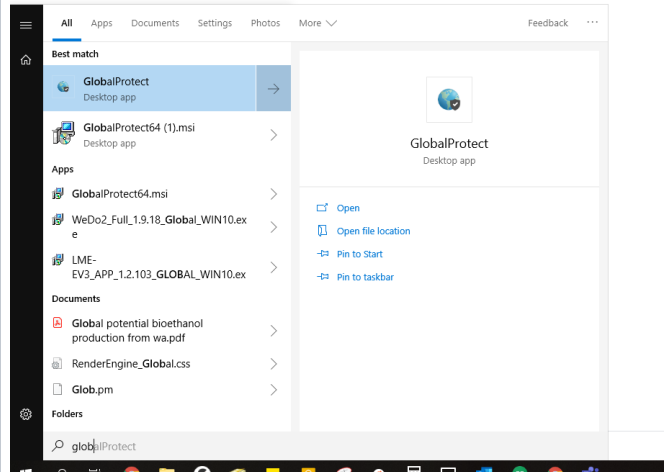 All Apps Documents Settings Photos More Feedback ...
Best match
GlobalProtect
Desktop app
GlobalProtect64 (1).msi
Desktop app
Apps
GlobalProtect64.msi
WeDo2_Full_1.9.18_Global_WIN10.ex
e
LME-
EV3_APP_1.2.103_GLOBAL_WIN10.ex
Documents
Global potential bioethanol
production from wa.pdf
RenderEngine_Global.css
Glob.pm
Folders
globalProtect
GlobalProtect
Desktop app
Open
Open file location
Pin to Start
Pin to taskbar